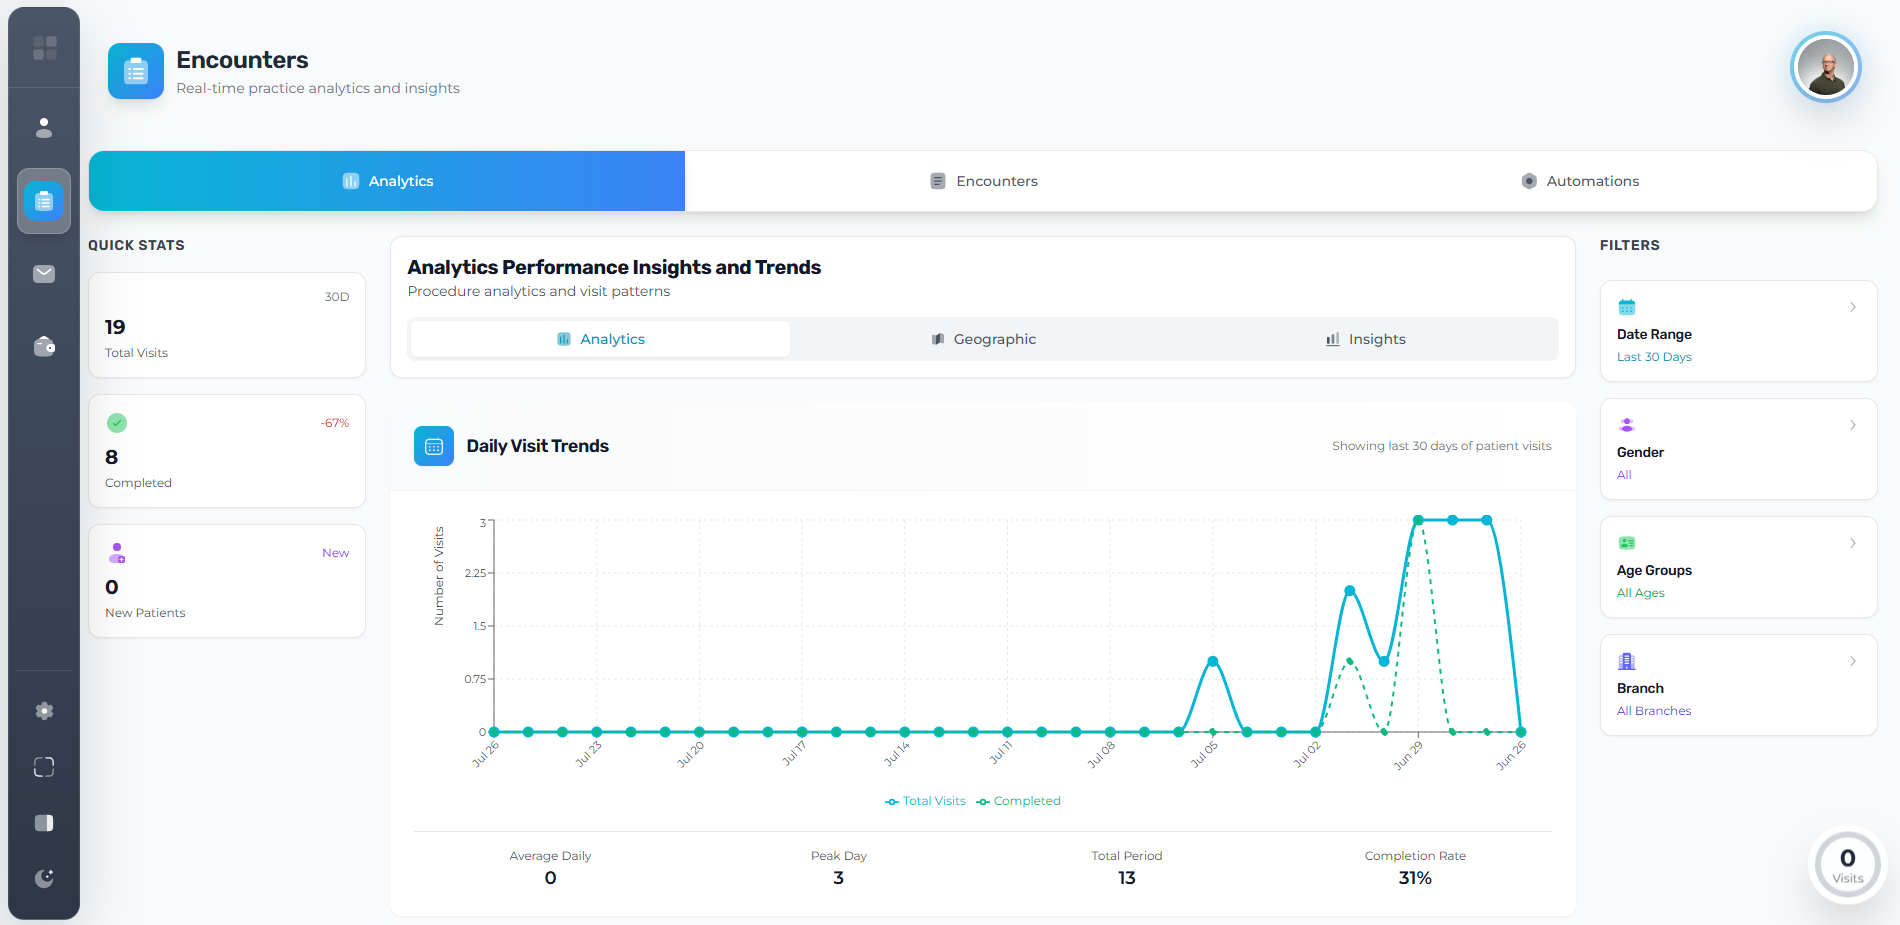 Encounters
Real-time practice analytics and insights
Analytics
Encounters
Automations
QUICK STATS
30D
19
Total Visits
-67%
8
Completed
New
0
New Patients
Analytics Performance Insights and Trends
Procedure analytics and visit patterns
Analytics
Geographic
Insights
Daily Visit Trends
Showing last 30 days of patient visits
Number of Visits
3
2.25
1.5
0.75
0
Jul 26
Jul 23
Jul 20
Jul 17
Jul 14
Jul 11
Jul 08
Jul 05
Jul 02
Jun 29
Jun 26
Total Visits
Completed
Average Daily
0
Peak Day
3
Total Period
13
Completion Rate
31%
FILTERS
Date Range
Last 30 Days
Gender
All
Age Groups
All Ages
Branch
All Branches
0
Visits